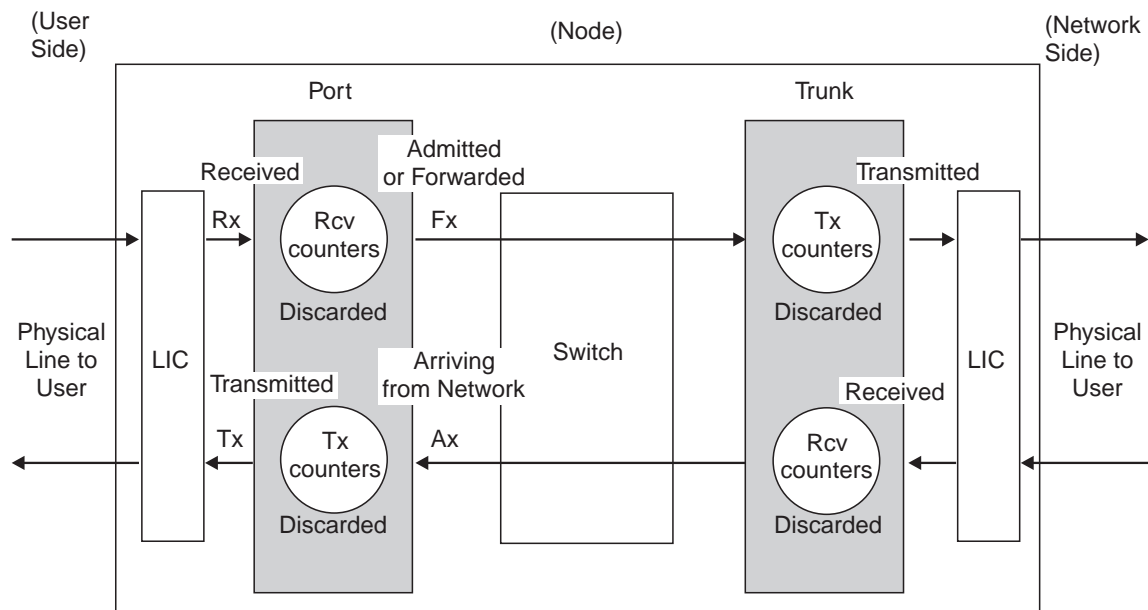 (User
Side)
(Node)
(Network
Side)
Port
Trunk
Received
Admitted
or Forwarded
Transmitted
Rx
Rcv
counters
Fx
Tx
counters
Discarded
Discarded
Physical
Line to
User
LIC
Switch
LIC
Physical
Line to
User
Transmitted
Arriving
from Network
Received
Tx
Tx
counters
Ax
Rcv
counters
Discarded
Discarded